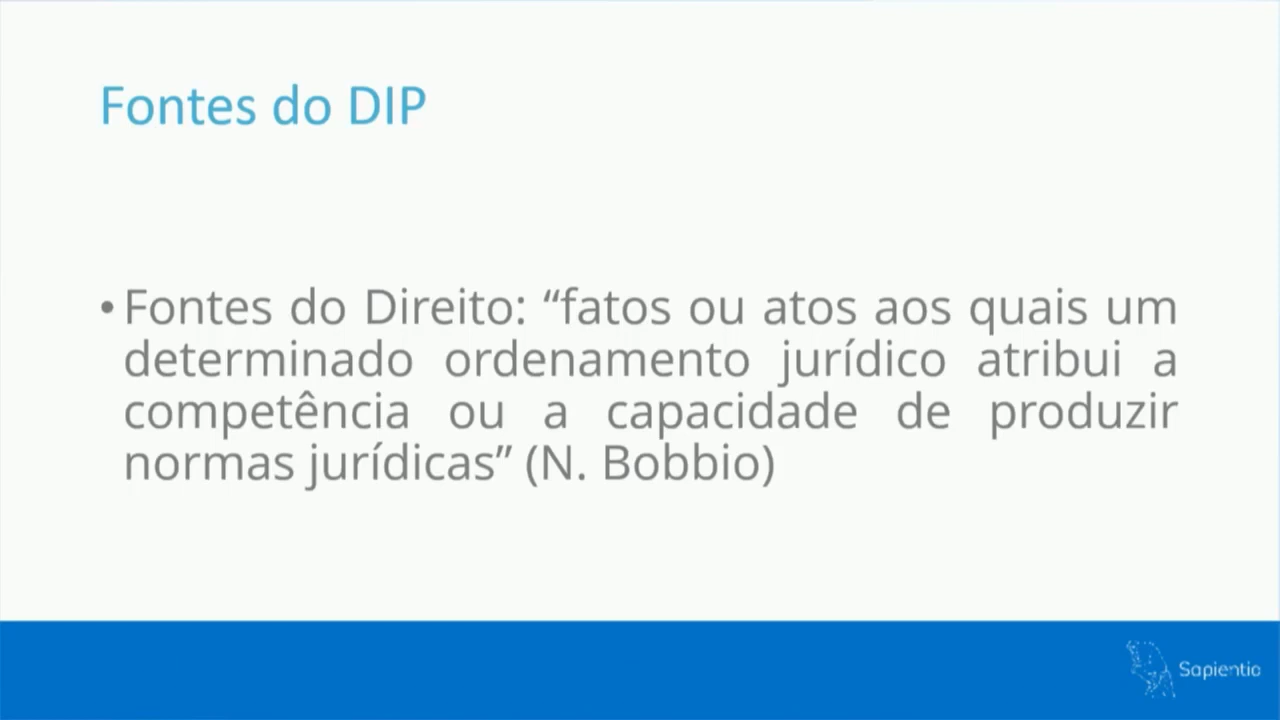 Fontes do DIP
• Fontes do Direito: “fatos ou atos aos quais um
determinado ordenamento jurídico atribui a
competência ou a capacidade de produzir
normas jurídicas” (N. Bobbio)
Sapientia